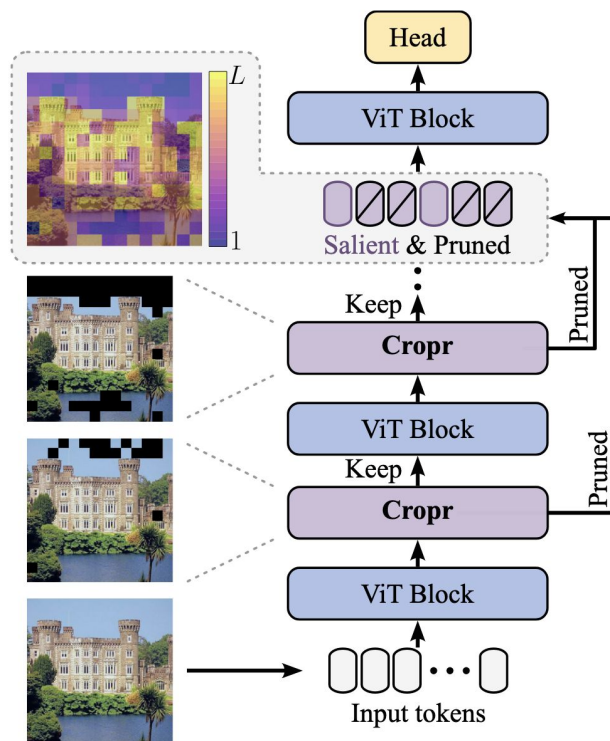 Head
L
ViT Block
1
Salient & Pruned
Keep
Pruned
Cropr
ViT Block
Keep
Pruned
Cropr
ViT Block
Input tokens